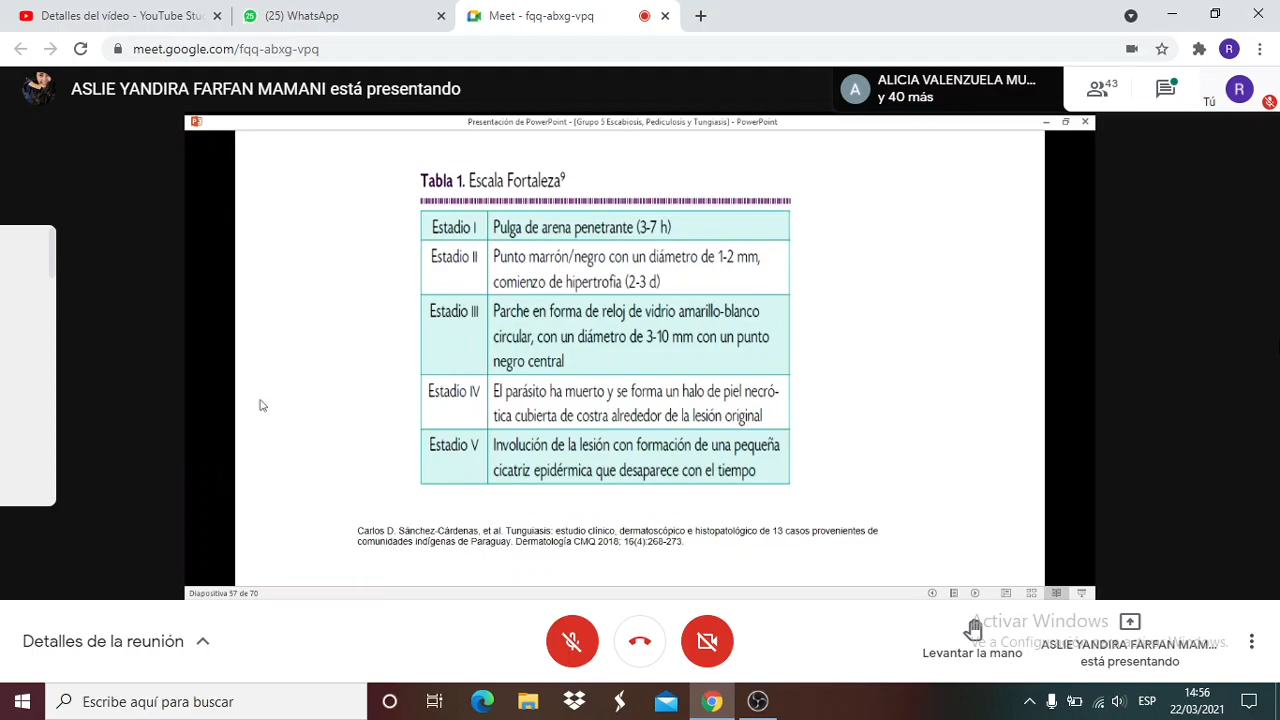 Detalles del vídeo - YouTube Stu
(25) WhatsApp
Meet - fqq-abxg-vpq
meet.google.com/fqq-abxg-vpq
R
ASLIE YANDIRA FARFAN MAMANI está presentando
A
ALICIA VALENZUELA MU...
y 40 más
43
Tú
R
Presentación de PowerPoint - [Grupo 5 Escabiosis, Pediculosis y Tungiasis] - PowerPoint
Tabla 1. Escala Fortaleza9
Estadio I
Pulga de arena penetrante (3-7 h)
Estadio II
Punto marrón/negro con un diámetro de 1-2 mm,
comienzo de hipertrofia (2-3 d)
Estadio III
Parche en forma de reloj de vidrio amarillo-blanco
circular, con un diámetro de 3-10 mm con un punto
negro central
Estadio IV
El parásito ha muerto y se forma un halo de piel necró-
tica cubierta de costra alrededor de la lesión original
Estadio V
Involución de la lesión con formación de una pequeña
cicatriz epidérmica que desaparece con el tiempo
Carlos D. Sánchez-Cárdenas, et al. Tunguiasis: estudio clínico, dermatoscópico e histopatológico de 13 casos provenientes de
comunidades indígenas de Paraguay. Dermatología CMQ 2018; 16(4):268-273.
Diapositiva 57 de 70
Detalles de la reunión
Levantar la mano
Activar Windows
Ve a Configuración para activar Windows.
ASLIE YANDIRA FARFAN MAM...
está presentando
Escribe aquí para buscar
ESP
14:56
22/03/2021